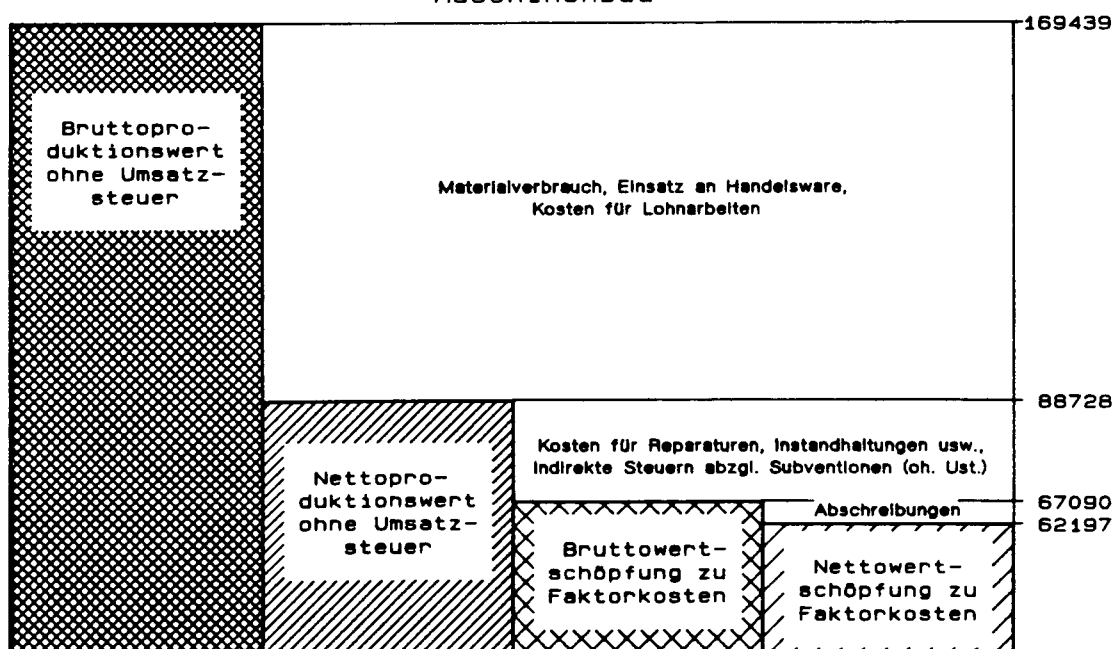 169439
Bruttopro-
duktionswert
ohne Umsatz-
steuer
Materialverbrauch, Einsatz an Handelsware,
Kosten für Lohnarbeiten
88728
Kosten für Reparaturen, Instandhaltungen usw.,
Indirekte Steuern abzgl. Subventionen (oh. Ust.)
Nettopro-
duktionswert
ohne Umsatz-
steuer
67090
Abschreibungen
62197
Bruttowert-
schöpfung zu
Faktorkosten
Nettowert-
schöpfung zu
Faktorkosten